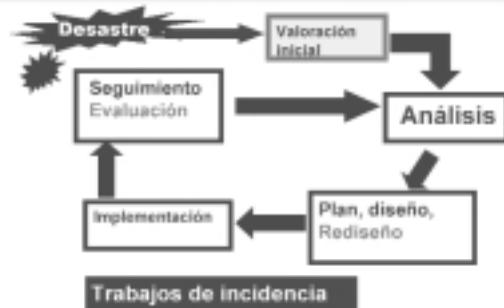 Desastre
Valoración
inicial
Seguimiento
Evaluación
Análisis
Implementación
Plan, diseño,
Rediseño
Trabajos de incidencia